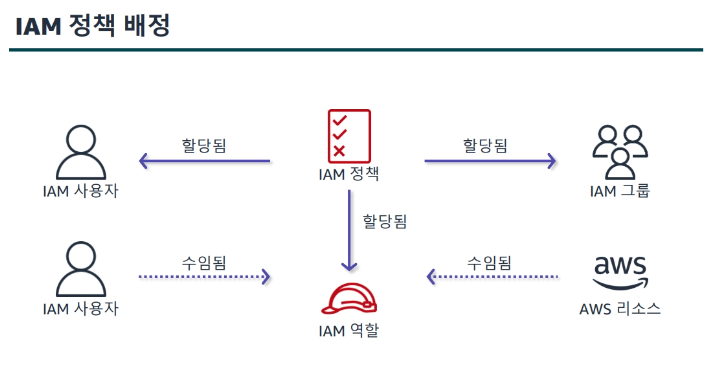 IAM 정책 배정
할당됨
할당됨
IAM 사용자
IAM 정책
IAM 그룹
할당됨
수임됨
수임됨
aws
IAM 사용자
IAM 역할
AWS 리소스